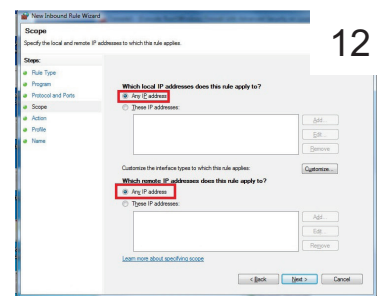 New Inbound Rule Wizard
12
Scope
Specify the local and remote IP addresses to which this rule applies.
Steps:
Rule Type
Program
Protocol and Ports
Scope
Action
Profile
Name
Which local IP addresses does this rule apply to?
Any IP address
These IP addresses:
Add...
Edit...
Remove
Customize the interface types to which this rule applies:
Customize...
Which remote IP addresses does this rule apply to?
Any IP address
These IP addresses:
Add...
Edit...
Remove
Learn more about specifying scope
< Back
Next >
Cancel